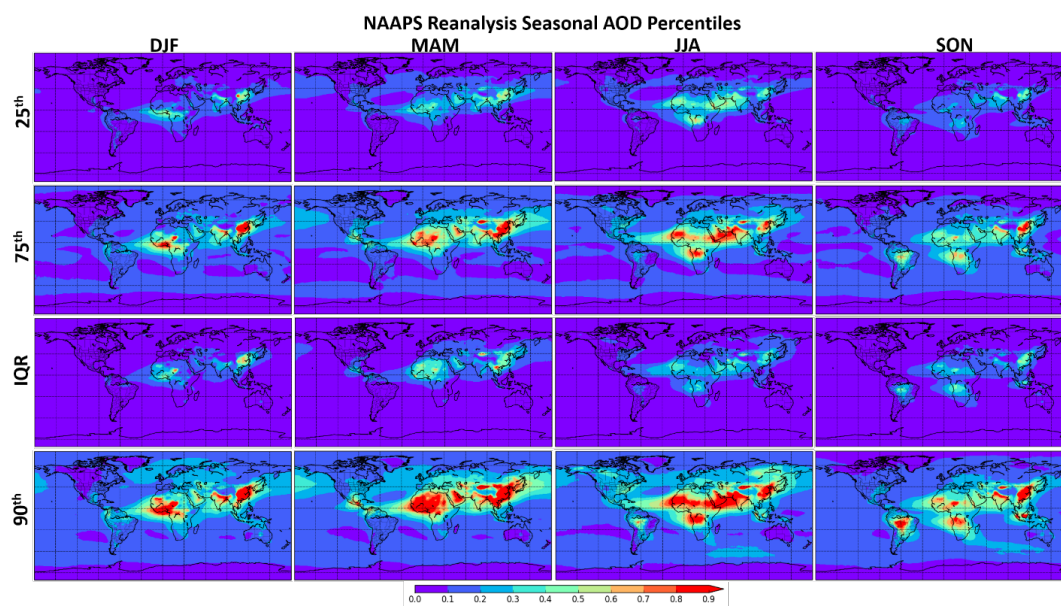 NAAPS Reanalysis Seasonal AOD Percentiles
DJF MAM JJA SON
25th
75th
IQR
90th
0.0 0.1 0.2 0.3 0.4 0.5 0.6 0.7 0.8 0.9